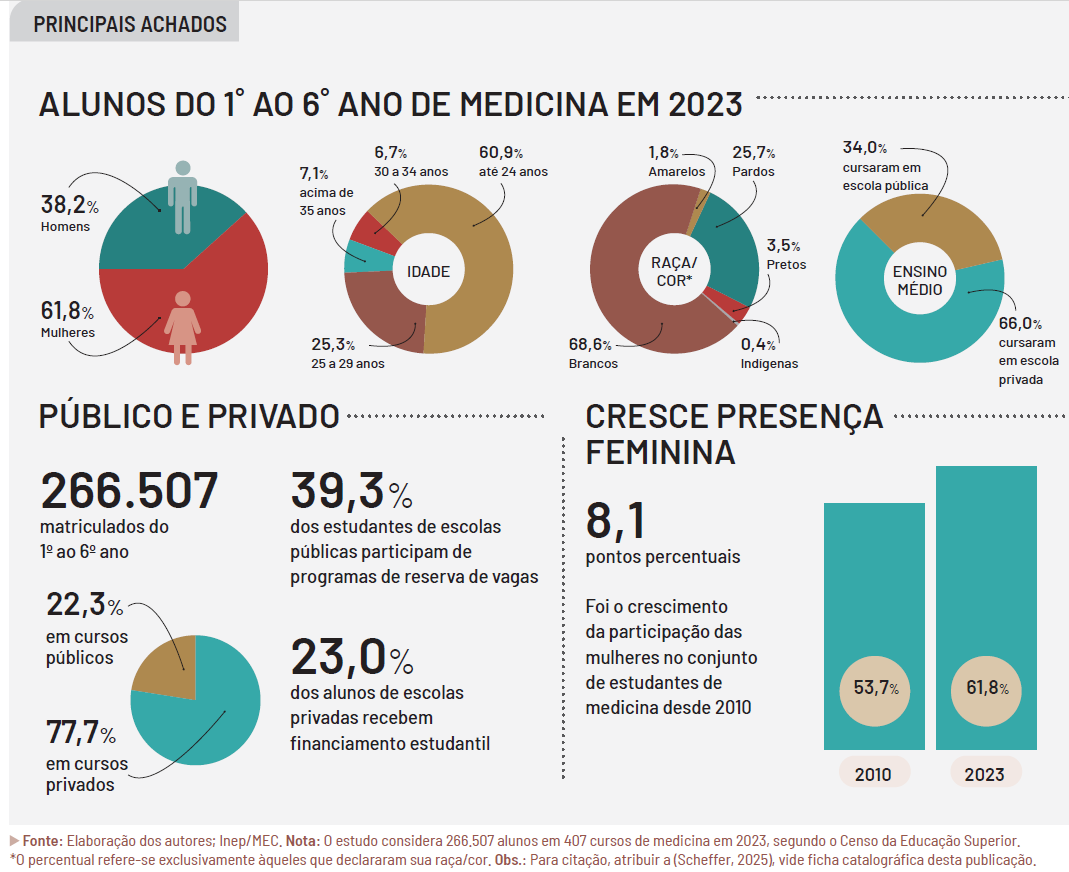 PRINCIPAIS ACHADOS
ALUNOS DO 1° AO 6° ANO DE MEDICINA EM 2023
38,2%
Homens
61,8%
Mulheres
7,1%
acima de
35 anos
6,7%
30 a 34 anos
60,9%
até 24 anos
IDADE
25,3%
25 a 29 anos
1,8%
Amarelos
25,7%
Pardos
3,5%
Pretos
RAÇA/
COR*
68,6%
Brancos
0,4%
Indígenas
34,0%
cursaram em
escola pública
ENSINO
MÉDIO
66,0%
cursaram
em escola
privada
PÚBLICO E PRIVADO
266.507
matriculados do
1º ao 6º ano
22,3%
em cursos
públicos
77,7%
em cursos
privados
39,3%
dos estudantes de escolas
públicas participam de
programas de reserva de vagas
23,0%
dos alunos de escolas
privadas recebem
financiamento estudantil
CRESCE PRESENÇA
FEMININA
8,1
pontos percentuais
Foi o crescimento
da participação das
mulheres no conjunto
de estudantes de
medicina desde 2010
53,7%
61,8%
2010
2023
Fonte: Elaboração dos autores; Inep/MEC. Nota: O estudo considera 266.507 alunos em 407 cursos de medicina em 2023, segundo o Censo da Educação Superior.
*O percentual refere-se exclusivamente àqueles que declararam sua raça/cor. Obs.: Para citação, atribuir a (Scheffer, 2025), vide ficha catalográfica desta publicação.